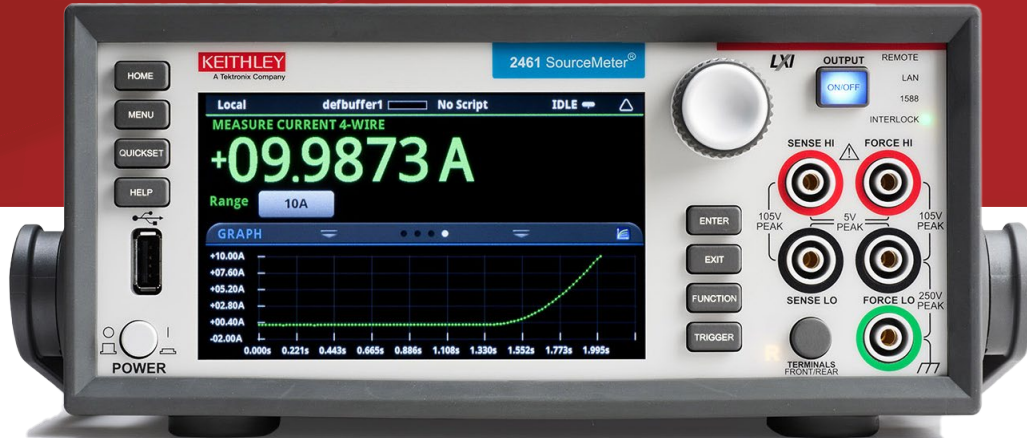 KEITHLEY
A Tektronix Company
2461 SourceMeter®
HOME
MENU
QUICKSET
HELP
POWER
Local defbuffer1 No Script IDLE
MEASURE CURRENT 4-WIRE
+09.9873 A
Range 10A
GRAPH
+10.00A
+07.60A
+05.20A
+02.80A
+00.40A
-02.00A
0.000s 0.221s 0.443s 0.665s 0.886s 1.108s 1.330s 1.552s 1.773s 1.995s
ENTER
EXIT
FUNCTION
TRIGGER
LXI
OUTPUT
ON/OFF
REMOTE
LAN
1588
INTERLOCK
SENSE HI FORCE HI
105V
PEAK
5V
PEAK
105V
PEAK
SENSE LO FORCE LO
250V
PEAK
R
TERMINALS
FRONT/REAR